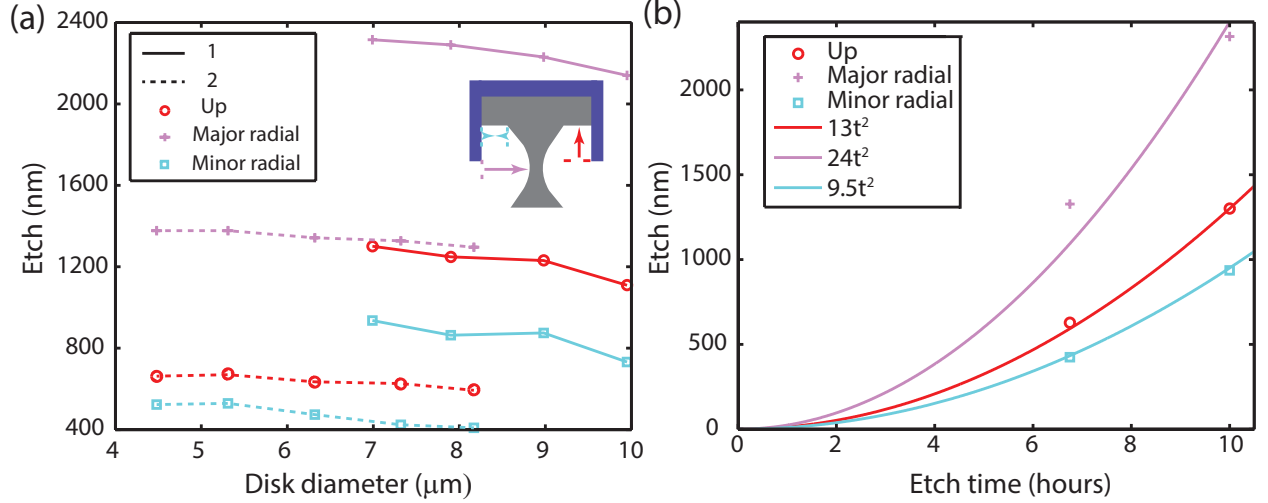 (a)
2400
2000
1600
1200
800
400
4
5
6
7
8
9
10
Etch (nm)
Disk diameter (μm)
1
2
Up
Major radial
Minor radial
(b)
2000
1500
1000
500
0
0
2
4
6
8
10
Etch (nm)
Etch time (hours)
Up
Major radial
Minor radial
13t²
24t²
9.5t²